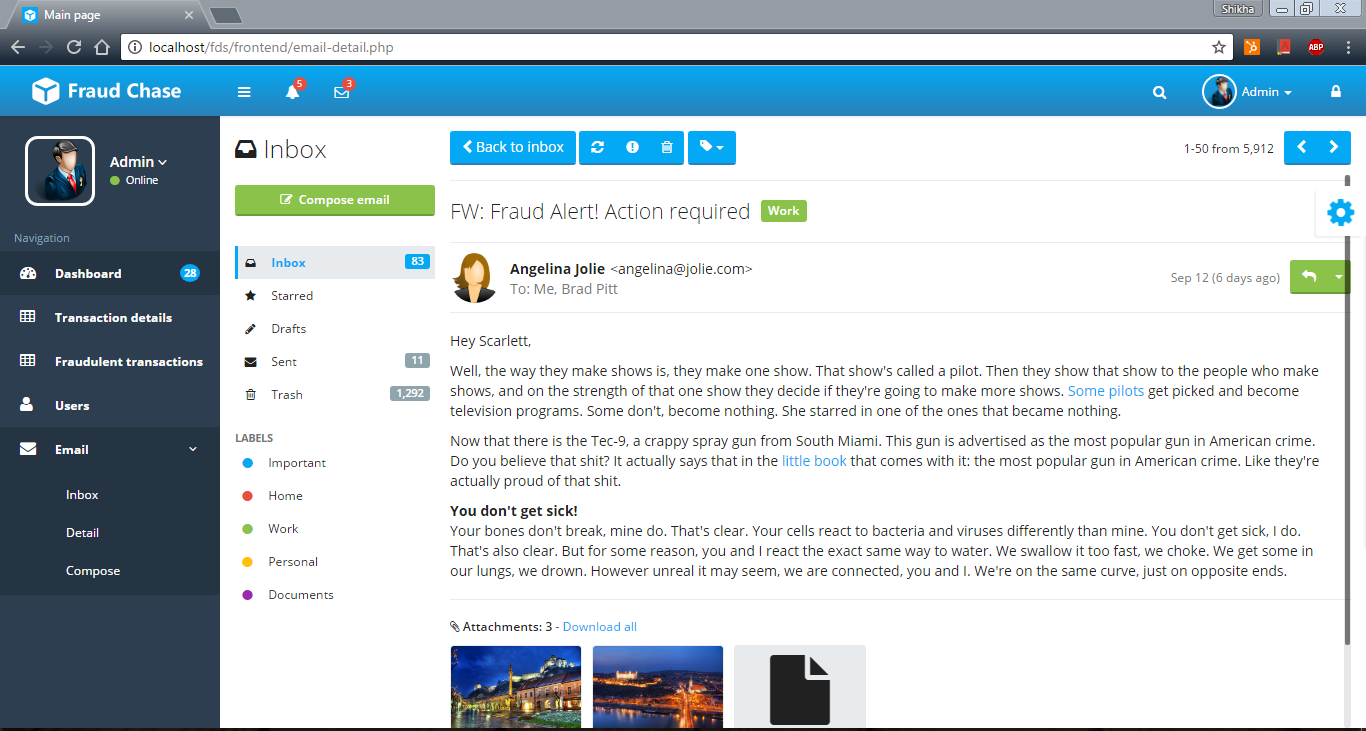 Main page
Shikha
localhost/fds/frontend/email-detail.php
ABP
Fraud Chase
5
3
Admin
Admin
Online
Navigation
Dashboard 28
Transaction details
Fraudulent transactions
Users
Email
Inbox
Detail
Compose
Inbox
Compose email
Inbox 83
Starred
Drafts
Sent 11
Trash 1,292
LABELS
Important
Home
Work
Personal
Documents
Back to inbox
1-50 from 5,912
FW: Fraud Alert! Action required Work
Angelina Jolie <angelina@jolie.com>
To: Me, Brad Pitt
Sep 12 (6 days ago)
Hey Scarlett,
Well, the way they make shows is, they make one show. That show's called a pilot. Then they show that show to the people who make
shows, and on the strength of that one show they decide if they're going to make more shows. Some pilots get picked and become
television programs. Some don't, become nothing. She starred in one of the ones that became nothing.
Now that there is the Tec-9, a crappy spray gun from South Miami. This gun is advertised as the most popular gun in American crime.
Do you believe that shit? It actually says that in the little book that comes with it: the most popular gun in American crime. Like they're
actually proud of that shit.
You don't get sick!
Your bones don't break, mine do. That's clear. Your cells react to bacteria and viruses differently than mine. You don't get sick, I do.
That's also clear. But for some reason, you and I react the exact same way to water. We swallow it too fast, we choke. We get some in
our lungs, we drown. However unreal it may seem, we are connected, you and I. We're on the same curve, just on opposite ends.
Attachments: 3 - Download all